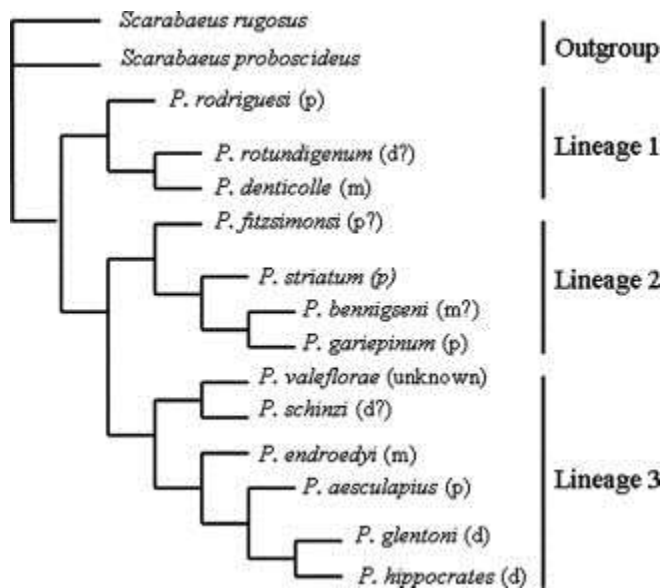 Scarabaeus rugosus
Scarabaeus proboscideus
Outgroup
P. rodriguesi (p)
P. rotundigenum (d?)
P. denticolle (m)
Lineage 1
P. fitzsimonsi (p?)
P. striatum (p)
P. bennigseni (m?)
P. gariepinum (p)
Lineage 2
P. valeflorae (unknown)
P. schinzi (d?)
P. endroedyi (m)
P. aesculapius (p)
P. glentoni (d)
P. hippocrates (d)
Lineage 3